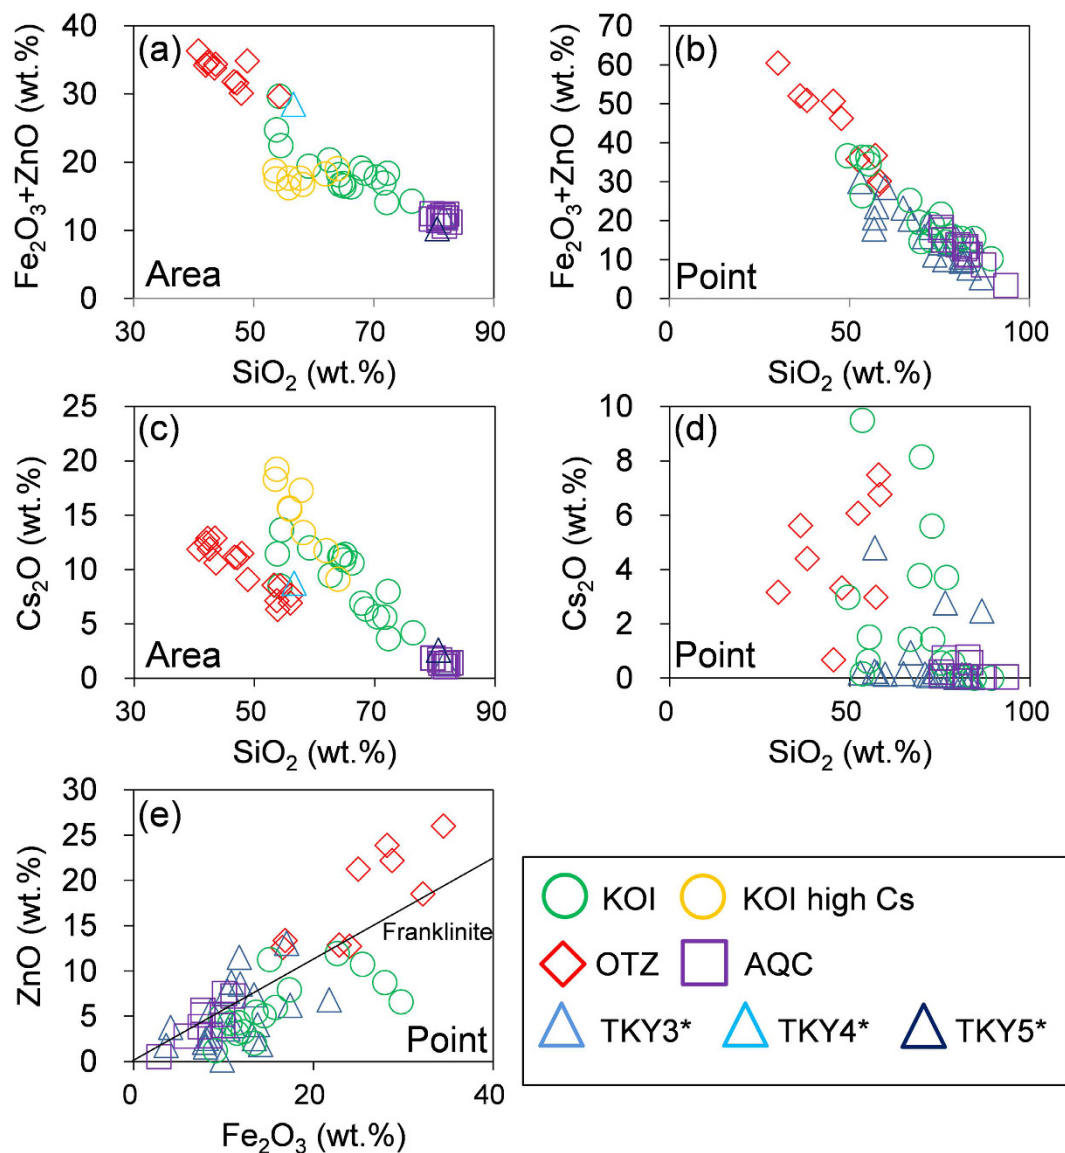 (a)
Fe₂O₃+ZnO (wt.%)
40
30
20
10
0
Area
30 50 70 90
SiO₂ (wt.%)
(b)
Fe₂O₃+ZnO (wt.%)
70
60
50
40
30
20
10
0
Point
0 50 100
SiO₂ (wt.%)
(c)
Cs₂O (wt.%)
25
20
15
10
5
0
Area
30 50 70 90
SiO₂ (wt.%)
(d)
Cs₂O (wt.%)
10
8
6
4
2
0
Point
0 50 100
SiO₂ (wt.%)
(e)
ZnO (wt.%)
30
25
20
15
10
5
0
Franklinite
Point
0 20 40
Fe₂O₃ (wt.%)
KOI KOI high Cs
OTZ AQC
TKY3* TKY4* TKY5*